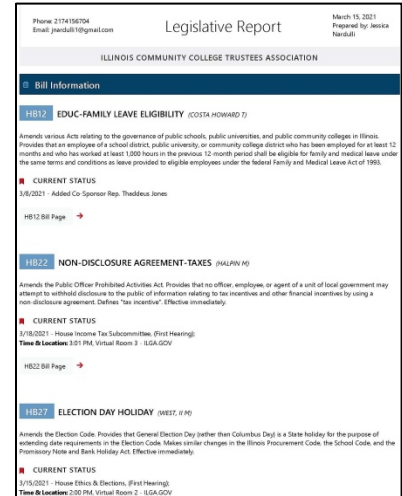 Phone: 2174156704
Email: jnardulli1@gmail.com
Legislative Report
March 15, 2021
Prepared by: Jessica
Nardulli
ILLINOIS COMMUNITY COLLEGE TRUSTEES ASSOCIATION
Bill Information
HB12 EDUC-FAMILY LEAVE ELIGIBILITY (COSTA HOWARD T)
Amends various Acts relating to the governance of public schools, public universities, and public community colleges in Illinois.
Provides that an employee of a school district, public university, or community college district who has been employed for at least 12
months and who has worked at least 1,000 hours in the previous 12-month period shall be eligible for family and medical leave under
the same terms and conditions as leave provided to eligible employees under the federal Family and Medical Leave Act of 1993.
CURRENT STATUS
3/8/2021 - Added Co-Sponsor Rep. Thaddeus Jones
HB12 Bill Page →
HB22 NON-DISCLOSURE AGREEMENT-TAXES (HALPIN M)
Amends the Public Officer Prohibited Activities Act. Provides that no officer, employee, or agent of a unit of local government may
attempt to withhold disclosure to the public of information relating to tax incentives and other financial incentives by using a
non-disclosure agreement. Defines "tax incentive". Effective immediately.
CURRENT STATUS
3/18/2021 - House Income Tax Subcommittee, (First Hearing);
Time & Location: 3:01 PM, Virtual Room 3 - ILGA.GOV
HB22 Bill Page →
HB27 ELECTION DAY HOLIDAY (WEST, II M)
Amends the Election Code. Provides that General Election Day (rather than Columbus Day) is a State holiday for the purpose of
extending date requirements in the Election Code. Makes similar changes in the Illinois Procurement Code, the School Code, and the
Promissory Note and Bank Holiday Act. Effective immediately.
CURRENT STATUS
3/15/2021 - House Ethics & Elections, (First Hearing);
Time & Location: 2:00 PM, Virtual Room 2 - ILGA.GOV